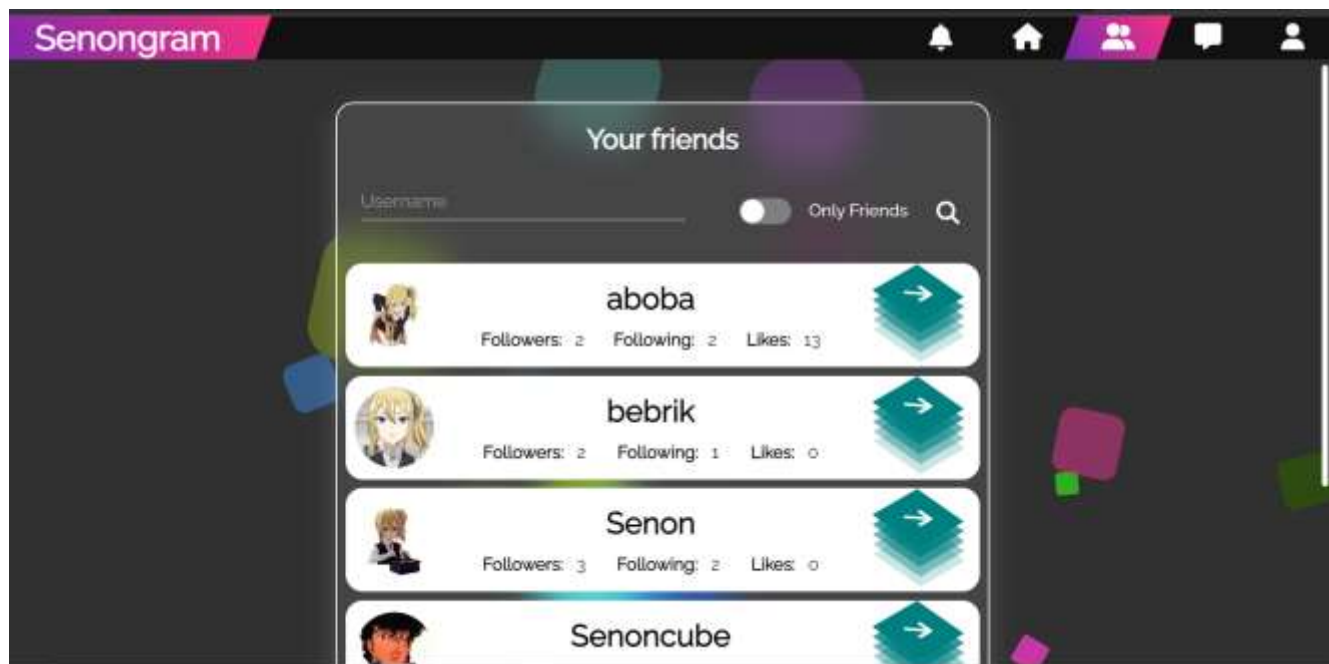 Senongram
Your friends
Username
Only Friends
aboba
Followers: 2 Following: 2 Likes: 13
bebrik
Followers: 2 Following: 1 Likes: 0
Senon
Followers: 3 Following: 2 Likes: 0
Senoncube